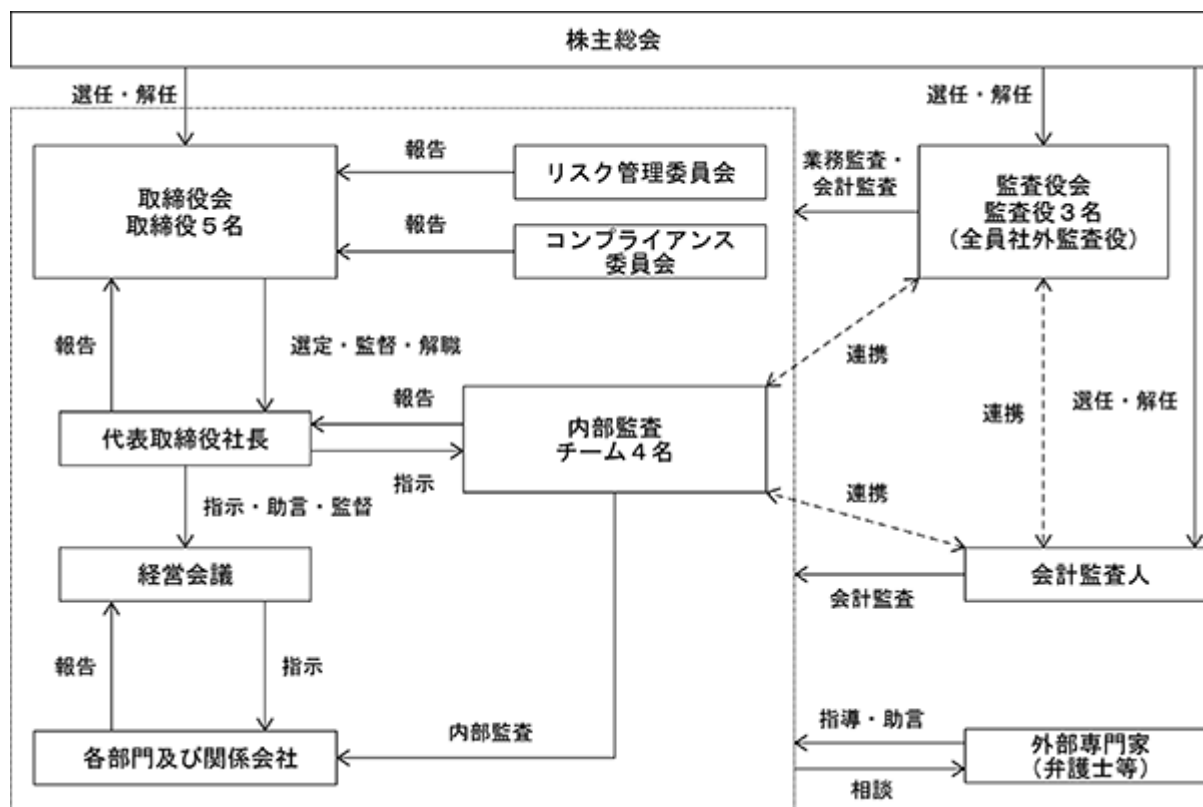 株主総会
選任・解任
選任・解任
報告
リスク管理委員会
業務監査・
会計監査
取締役会
取締役５名
監査役会
監査役３名
（全員社外監査役）
報告
コンプライアンス
委員会
報告
選定・監督・解職
連携
報告
代表取締役社長
内部監査
チーム４名
連携
選任・解任
指示
指示・助言・監督
連携
経営会議
会計監査人
会計監査
報告
指示
内部監査
指導・助言
各部門及び関係会社
外部専門家
（弁護士等）
相談